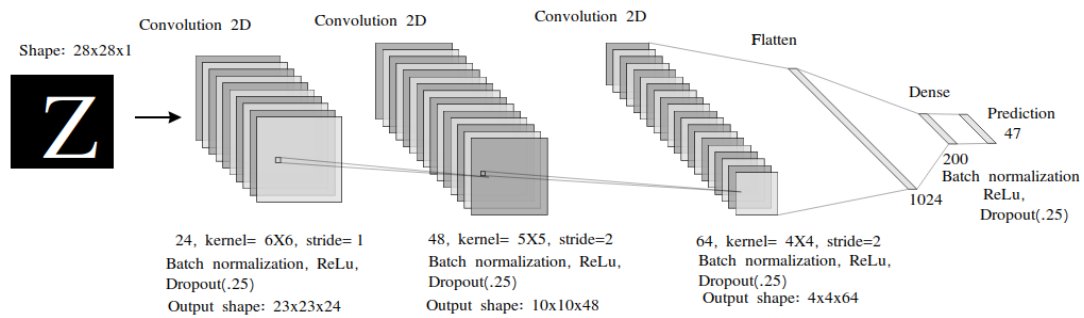 Shape: 28x28x1
Z
Convolution 2D
24, kernel= 6X6, stride= 1
Batch normalization, ReLu,
Dropout(.25)
Output shape: 23x23x24
Convolution 2D
48, kernel= 5X5, stride=2
Batch normalization, ReLu,
Dropout(.25)
Output shape: 10x10x48
Convolution 2D
64, kernel= 4X4, stride=2
Batch normalization, ReLu,
Dropout(.25)
Output shape: 4x4x64
Flatten
1024
Dense
200
Batch normalization
ReLu,
Dropout(.25)
Prediction
47